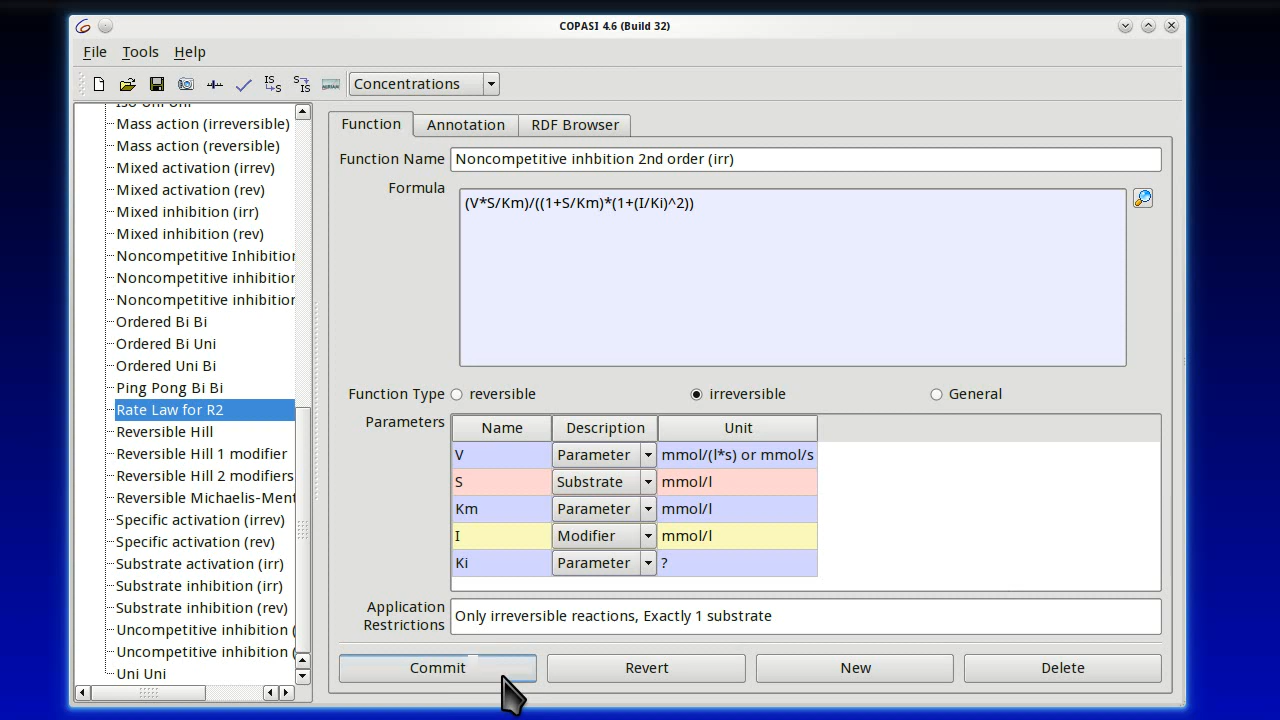 COPASI 4.6 (Build 32)
File Tools Help
IS S S IS MIRIAM Concentrations
Iso Uni Uni
Mass action (irreversible)
Mass action (reversible)
Mixed activation (irrev)
Mixed activation (rev)
Mixed inhibition (irr)
Mixed inhibition (rev)
Noncompetitive Inhibition
Noncompetitive inhibition
Noncompetitive inhibition
Ordered Bi Bi
Ordered Bi Uni
Ordered Uni Bi
Ping Pong Bi Bi
Rate Law for R2
Reversible Hill
Reversible Hill 1 modifier
Reversible Hill 2 modifiers
Reversible Michaelis-Ment
Specific activation (irrev)
Specific activation (rev)
Substrate activation (irr)
Substrate inhibition (irr)
Substrate inhibition (rev)
Uncompetitive inhibition (
Uncompetitive inhibition (
Uni Uni
Function Annotation RDF Browser
Function Name Noncompetitive inhbition 2nd order (irr)
Formula (V*S/Km)/((1+S/Km)*(1+(I/Ki)^2))
Function Type reversible irreversible General
Parameters Name Description Unit
V Parameter mmol/(l*s) or mmol/s
S Substrate mmol/l
Km Parameter mmol/l
I Modifier mmol/l
Ki Parameter ?
Application Restrictions Only irreversible reactions, Exactly 1 substrate
Commit Revert New Delete